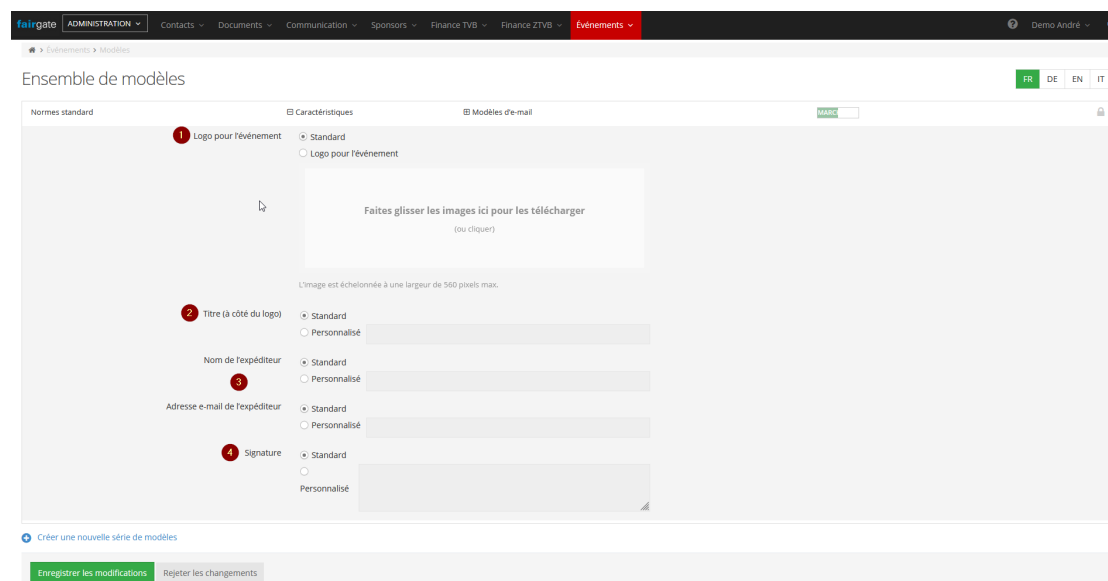 fairgate ADMINISTRATION Contacts Documents Communication Sponsors Finance TVB Finance ZTVB Événements Demo André
Événements Modèles
Ensemble de modèles
FR DE EN IT
Normes standard Caractéristiques Modèles d'e-mail MARQ
1 Logo pour l'événement Standard
Logo pour l'événement
Faites glisser les images ici pour les télécharger
(ou cliquer)
L'image est échelonnée à une largeur de 560 pixels max.
2 Titre (à côté du logo) Standard
Personnalisé
Nom de l'expéditeur Standard
3 Personnalisé
Adresse e-mail de l'expéditeur Standard
Personnalisé
4 Signature Standard
Personnalisé
Créer une nouvelle série de modèles
Enregistrer les modifications Rejeter les changements